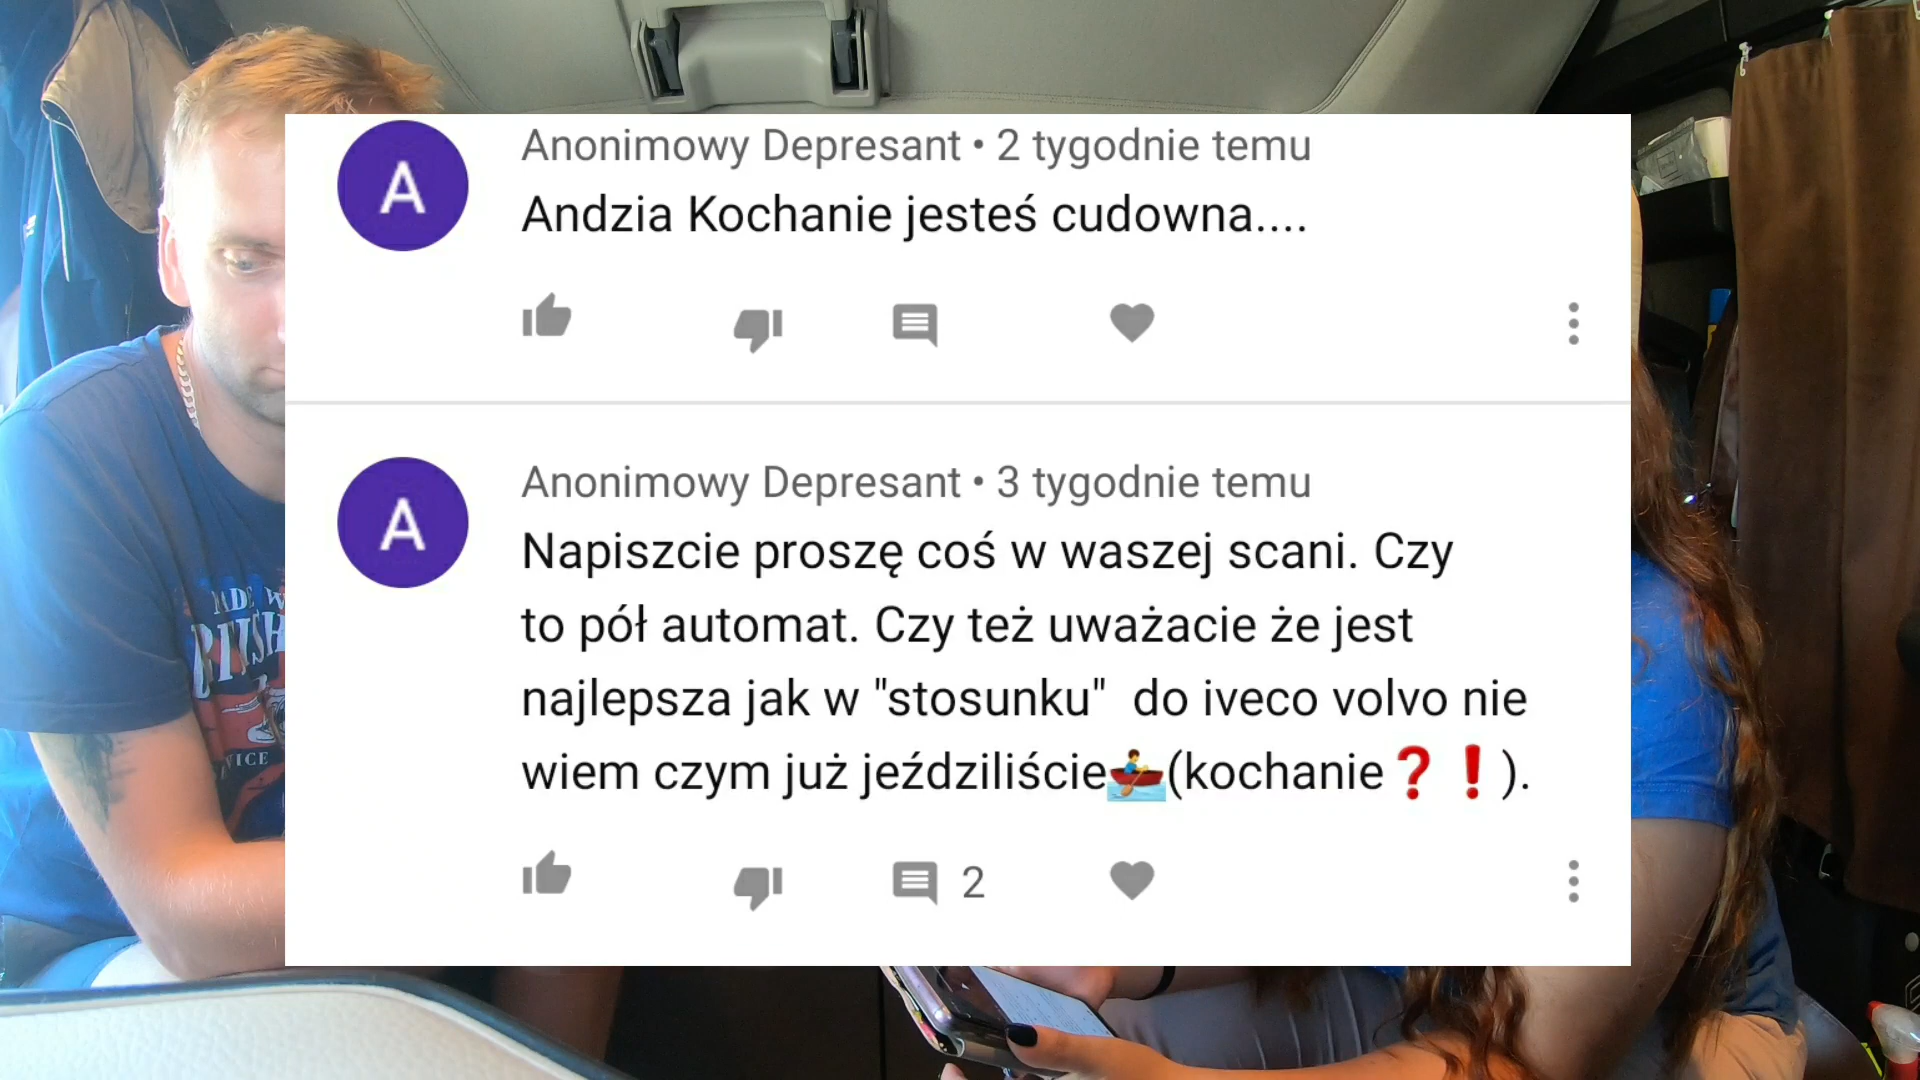 A
Anonimowy Depresant • 2 tygodnie temu
Andzia Kochanie jesteś cudowna....
A
Anonimowy Depresant • 3 tygodnie temu
Napiszcie proszę coś w waszej scani. Czy
to pół automat. Czy też uważacie że jest
najlepsza jak w "stosunku"  do iveco volvo nie
wiem czym już jeździliście🚣‍♂️(kochanie❓❗).
2